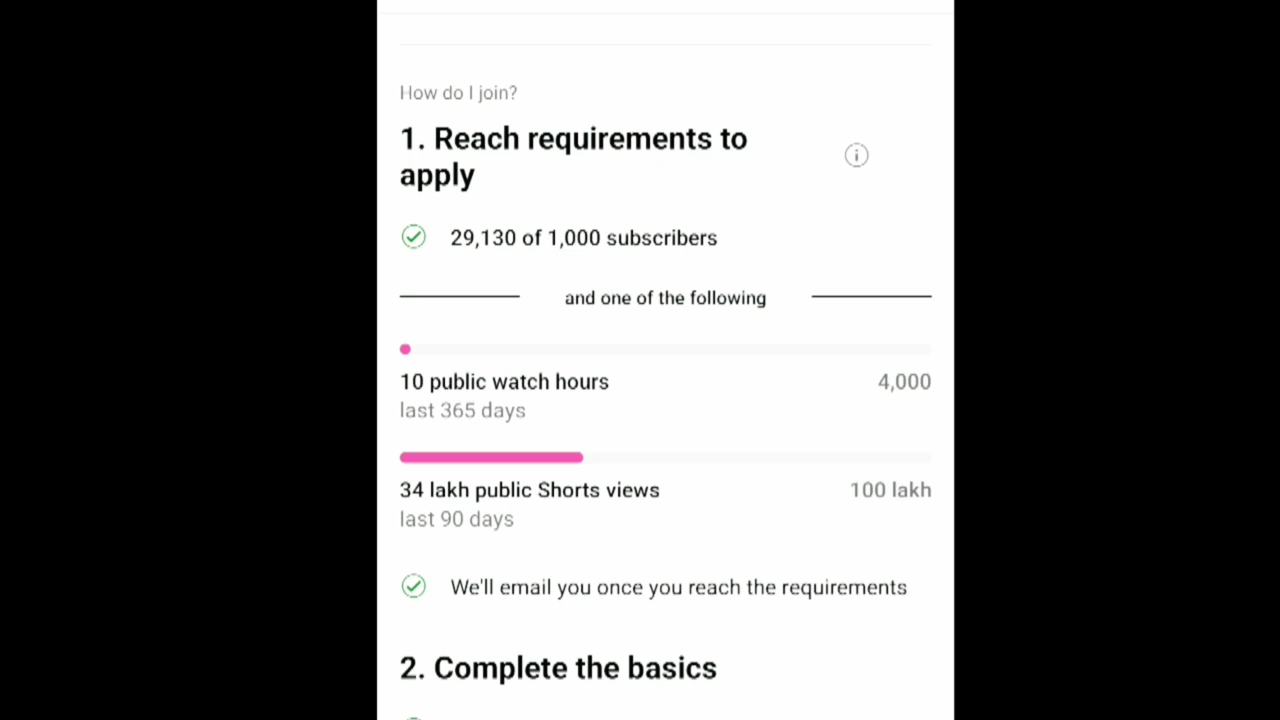 How do I join?
1. Reach requirements to
apply
29,130 of 1,000 subscribers
and one of the following
10 public watch hours
4,000
last 365 days
34 lakh public Shorts views
100 lakh
last 90 days
We'll email you once you reach the requirements
2. Complete the basics